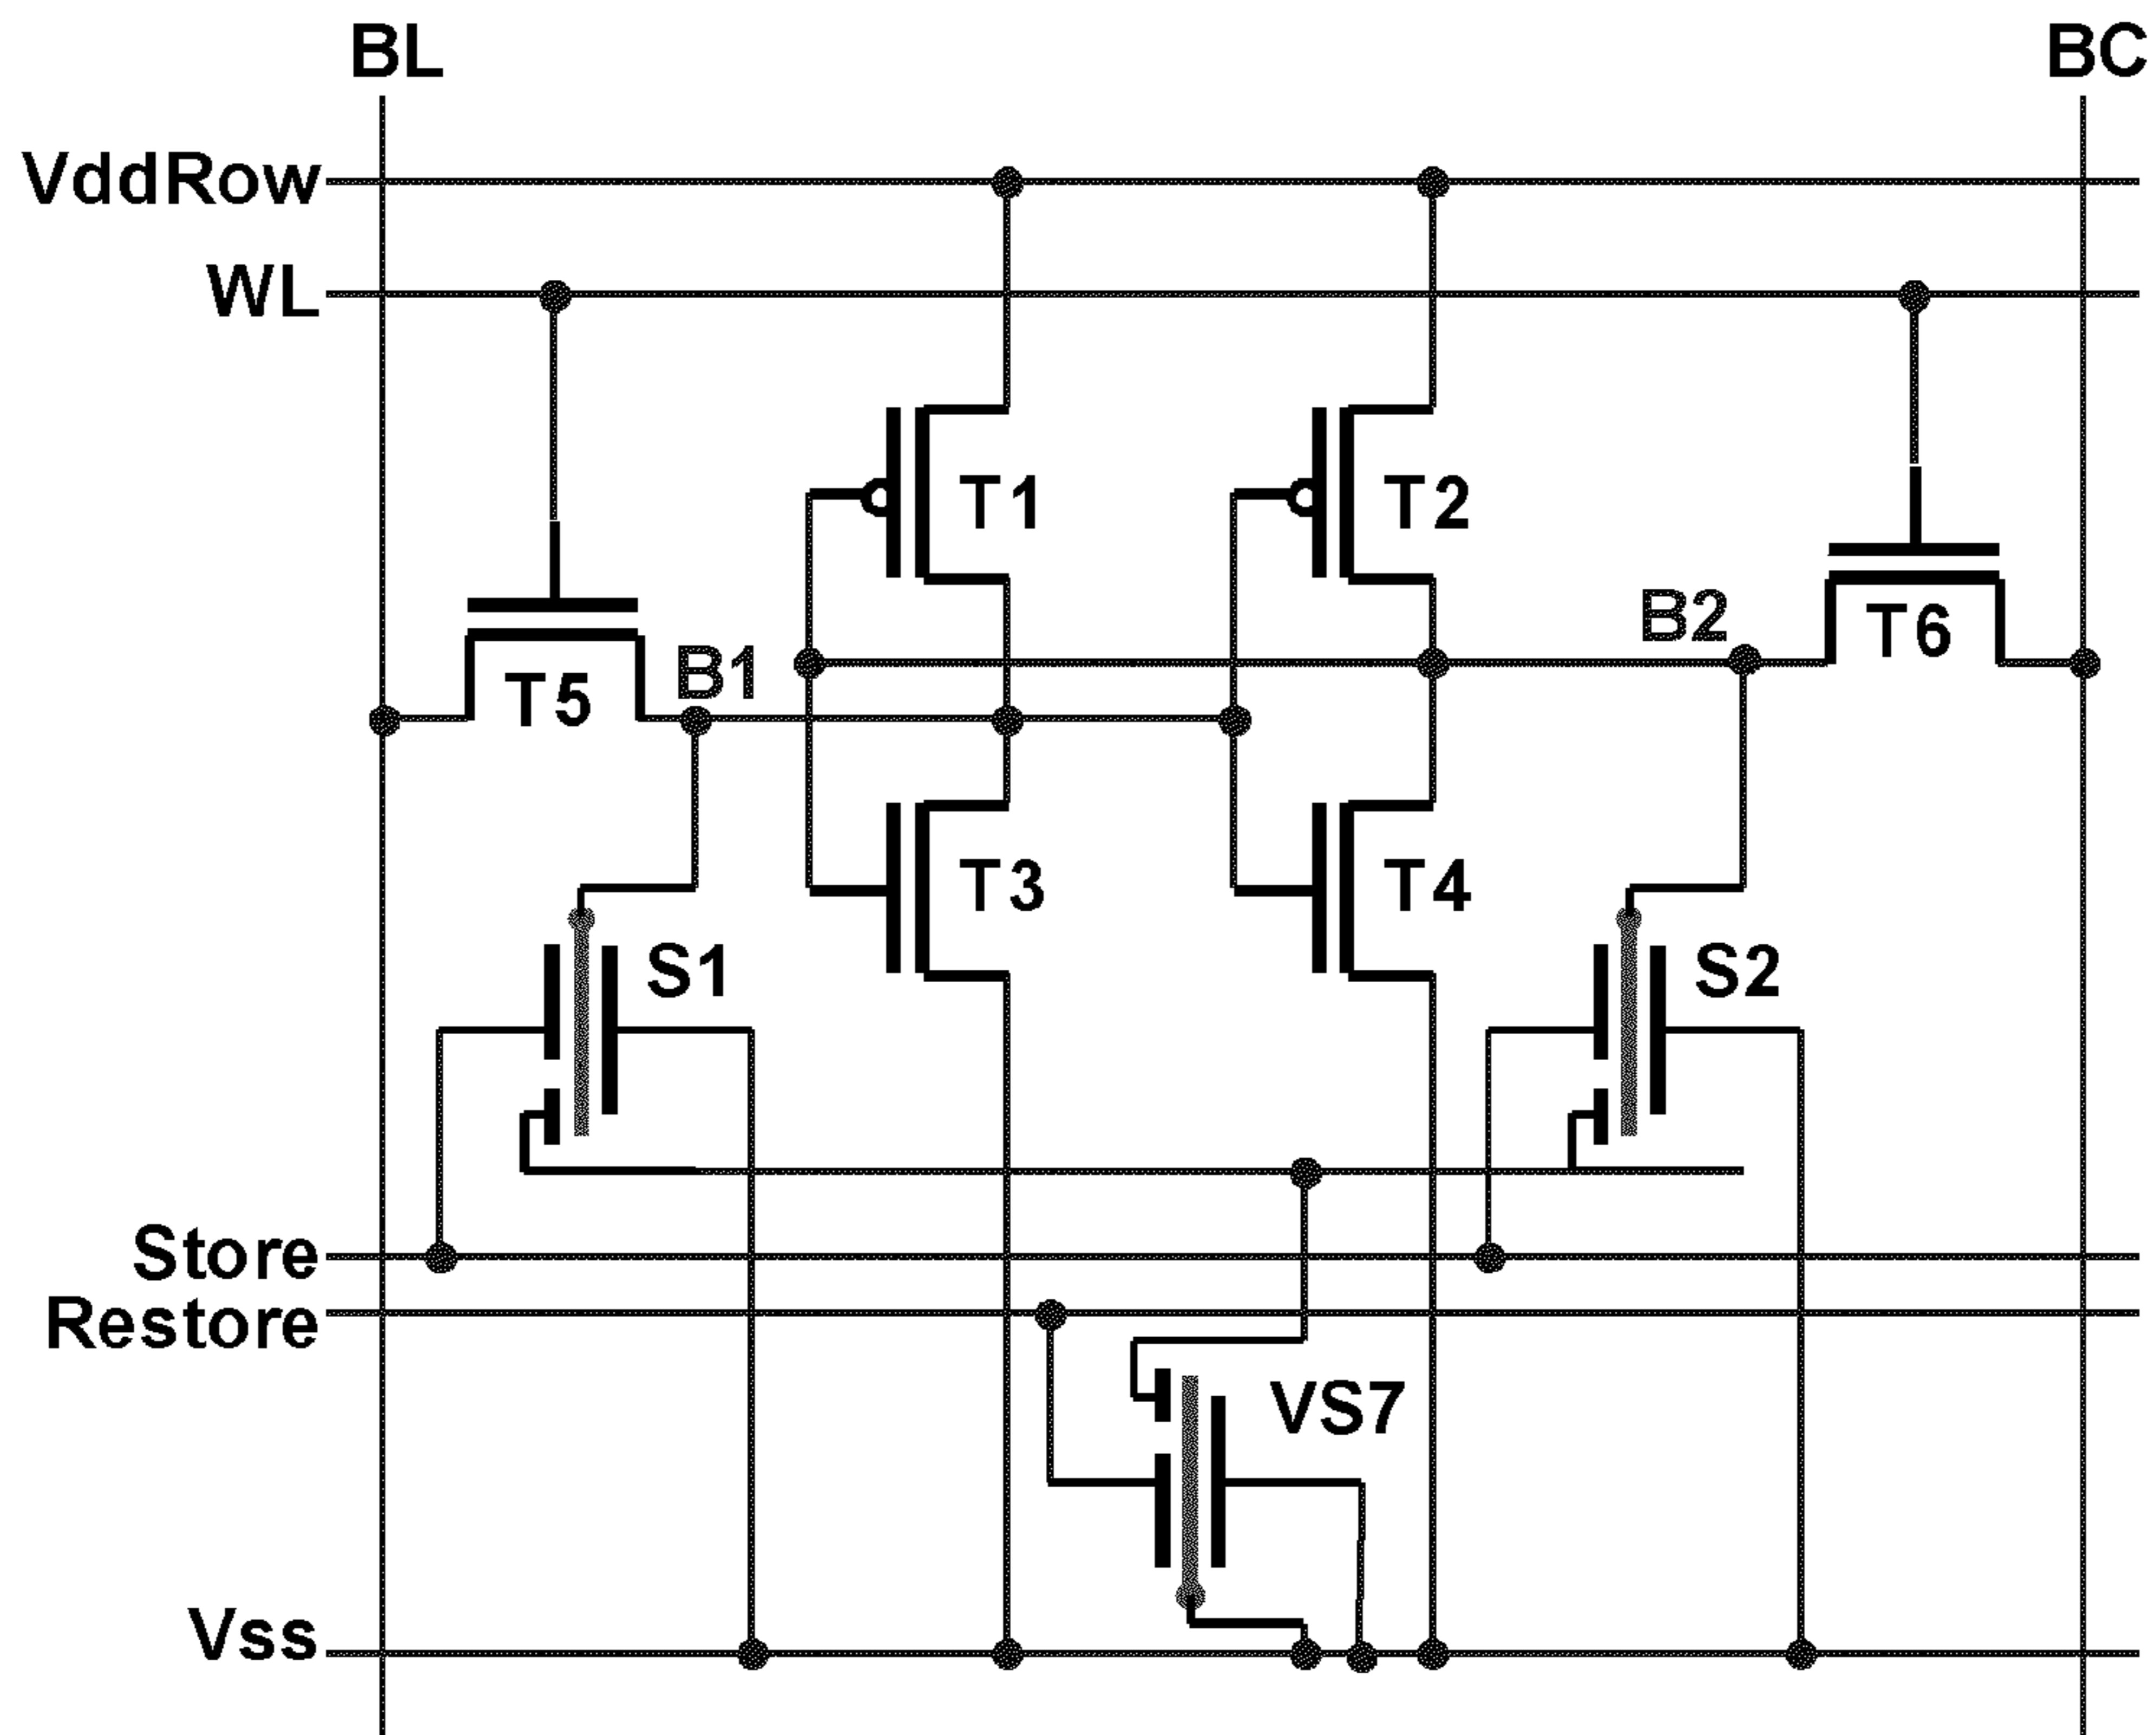 BL
BC
VddRow
WL
T1
T2
B2
T6
B1
T5
T3
T4
S1
S2
Store
Restore
VS7
Vss